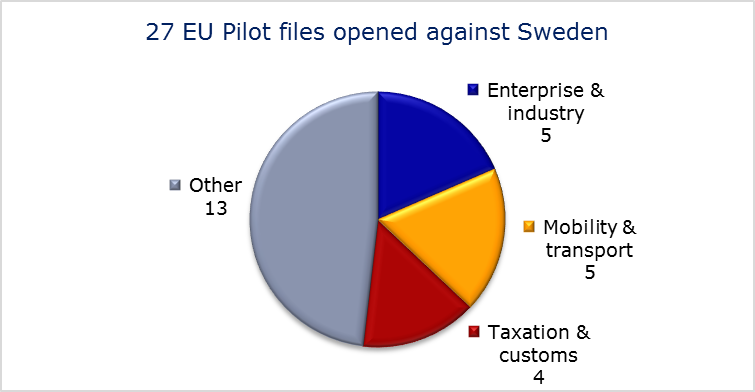 27 EU Pilot files opened against Sweden
Enterprise &
industry
5
Other
13
Mobility &
transport
5
Taxation &
customs
4